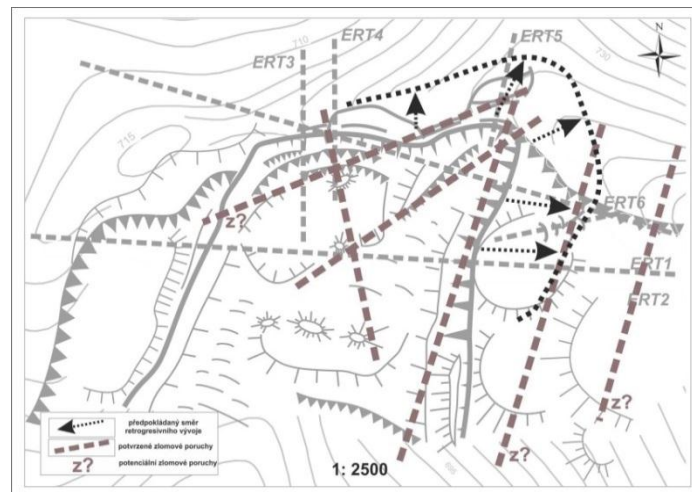 N
710
ERT4
ERT5
730
ERT3
715
z?
ERT6
ERT1
ERT2
předpokládaný směr
retrogresivního vývoje
potvrzené zlomové poruchy
z? potenciální zlomové poruchy
1: 2500
z?
z?